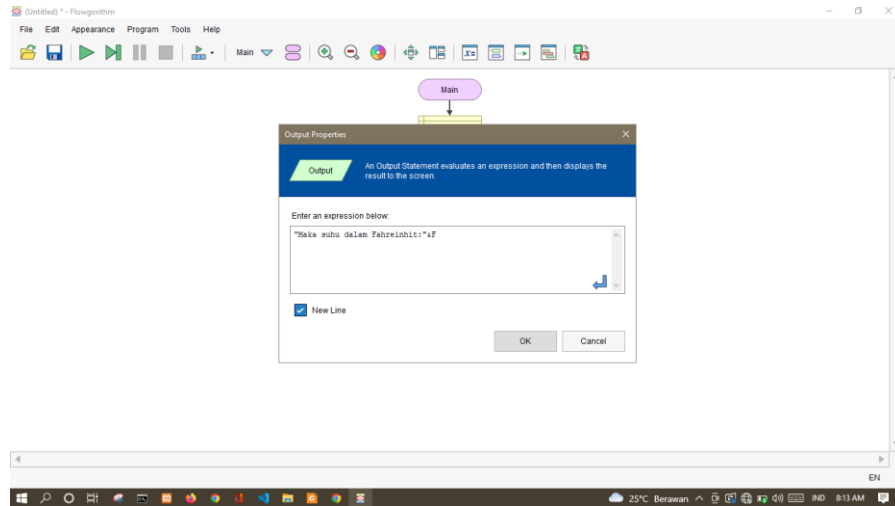 (Untitled) * - Flowgorithm
File Edit Appearance Program Tools Help
Main
Main
Output Properties
Output
An Output Statement evaluates an expression and then displays the
result to the screen.
Enter an expression below:
"Maka suhu dalam Fahreinhit:"&F
New Line
OK Cancel
EN
25°C Berawan IND 8:13 AM